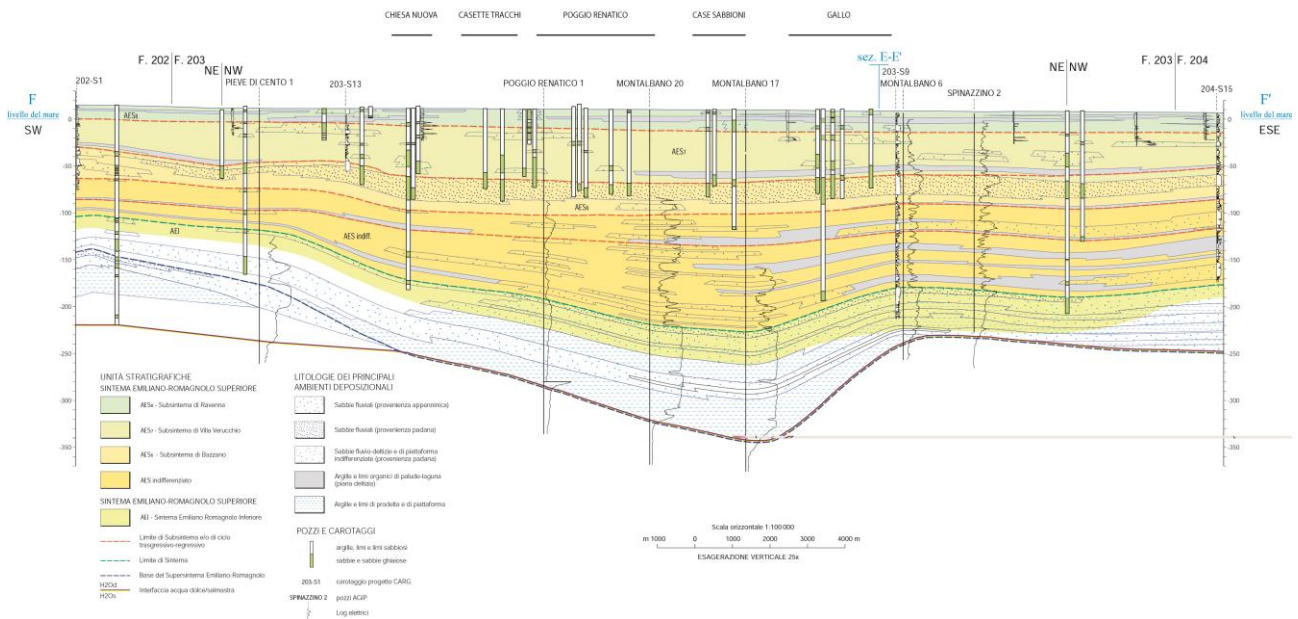 CHIESA NUOVA CASETTE TRACCHI POGGIO RENATICO CASE SABBIONI GALLO
F. 202 F. 203
NE NW
sez. E-E'
NE NW
F. 203 F. 204
202-S1
PIEVE DI CENTO 1
203-S13
POGGIO RENATICO 1
MONTALBANO 20
MONTALBANO 17
203-S9
MONTALBANO 6
SPINAZZINO 2
204-S15
F
livello del mare
SW
F'
livello del mare
ESE
0
-50
-100
-150
-200
-250
-300
-350
0
-50
-100
-150
-200
-250
-300
-350
AES8
AES7
AES6
AES indiff.
AEI
UNITÀ STRATIGRAFICHE
SINTEMA EMILIANO-ROMAGNOLO SUPERIORE
AES8 - Subsintema di Ravenna
AES7 - Subsintema di Villa Verucchio
AES6 - Subsintema di Bazzano
AES indifferenziato
SINTEMA EMILIANO-ROMAGNOLO SUPERIORE
AEI - Sintema Emiliano Romagnolo Inferiore
Limite di Subsintema e/o di ciclo
trasgressivo-regressivo
Limite di Sintema
Base del Supersintema Emiliano-Romagnolo
H2Od
H2Os
Interfaccia acqua dolce/salmastra
LITOLOGIE DEI PRINCIPALI
AMBIENTI DEPOSIZIONALI
Sabbie fluviali (provenienza appenninica)
Sabbie fluviali (provenienza padana)
Sabbie fluvio-deltizie e di piattaforma
indifferenziate (provenienza padana)
Argille e limi organici di palude-laguna
(piana deltizia)
Argille e limi di prodelta e di piattaforma
POZZI E CAROTAGGI
argille, limi e limi sabbiosi
sabbie e sabbie ghiaiose
203-S1 carotaggio progetto CARG
SPINAZZINO 2 pozzi AGIP
Log elettrici
Scala orizzontale 1:100 000
m 1000 0 1000 2000 4000 m
ESAGERAZIONE VERTICALE 25x